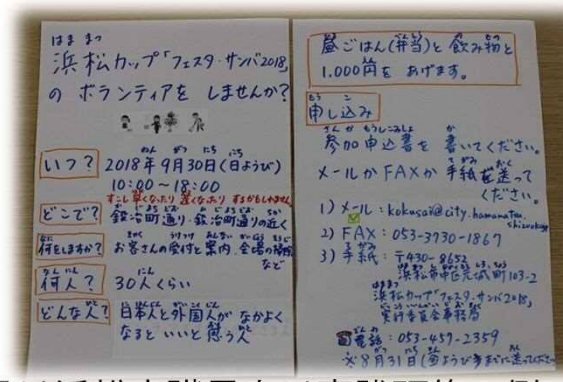 はままつ
浜松カップ「フェスタ・サンバ2018」
の ボランティアを しませんか?
いつ? 2018年9月30日(日ようび)
10:00～18:00
すこし早くなったり 遅くなったり するかもしれません
どこで? 鍛冶町通り・鍛冶町通りの近く
何をしますか? お客さんの受付と案内、会場の掃除
など
何人? 30人くらい
どんな人? 日本人と外国人が なかよく
なると いいと 思う人
昼ごはん(弁当)と 飲み物と
1,000円を あげます。
申し込み
参加申込書を 書いてください。
メールかFAXか 手紙を送って
ください。
1)メール:kokusai@city.hamamatsu.
shizuoka
2)FAX:053-3730-1867
3)手紙:〒430-8652
浜松市中区元城町103-2
浜松カップ「フェスタ・サンバ2018」
実行委員会事務局
電話:053-457-2359
※8月31日(金ようび)までに送ってください